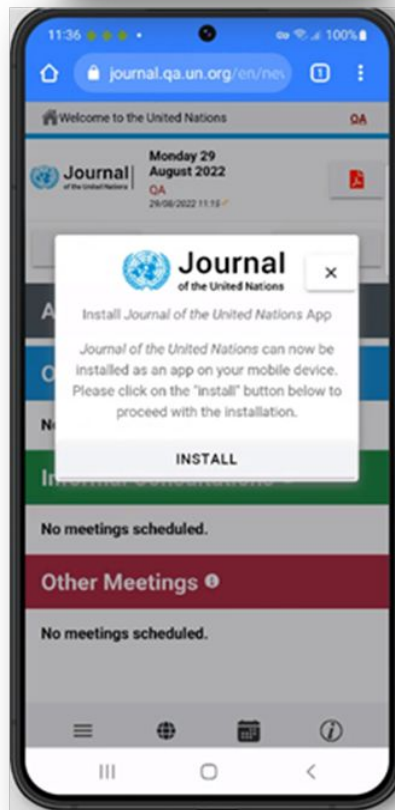 11:36
100%
journal.qa.un.org/en/nev
1
Welcome to the United Nations
QA
Journal
of the United Nations
Monday 29
August 2022
QA
29/08/2022 11:15
Journal
of the United Nations
×
Install Journal of the United Nations App
Journal of the United Nations can now be
installed as an app on your mobile device.
Please click on the "install" button below to
proceed with the installation.
INSTALL
No meetings scheduled.
Other Meetings
No meetings scheduled.